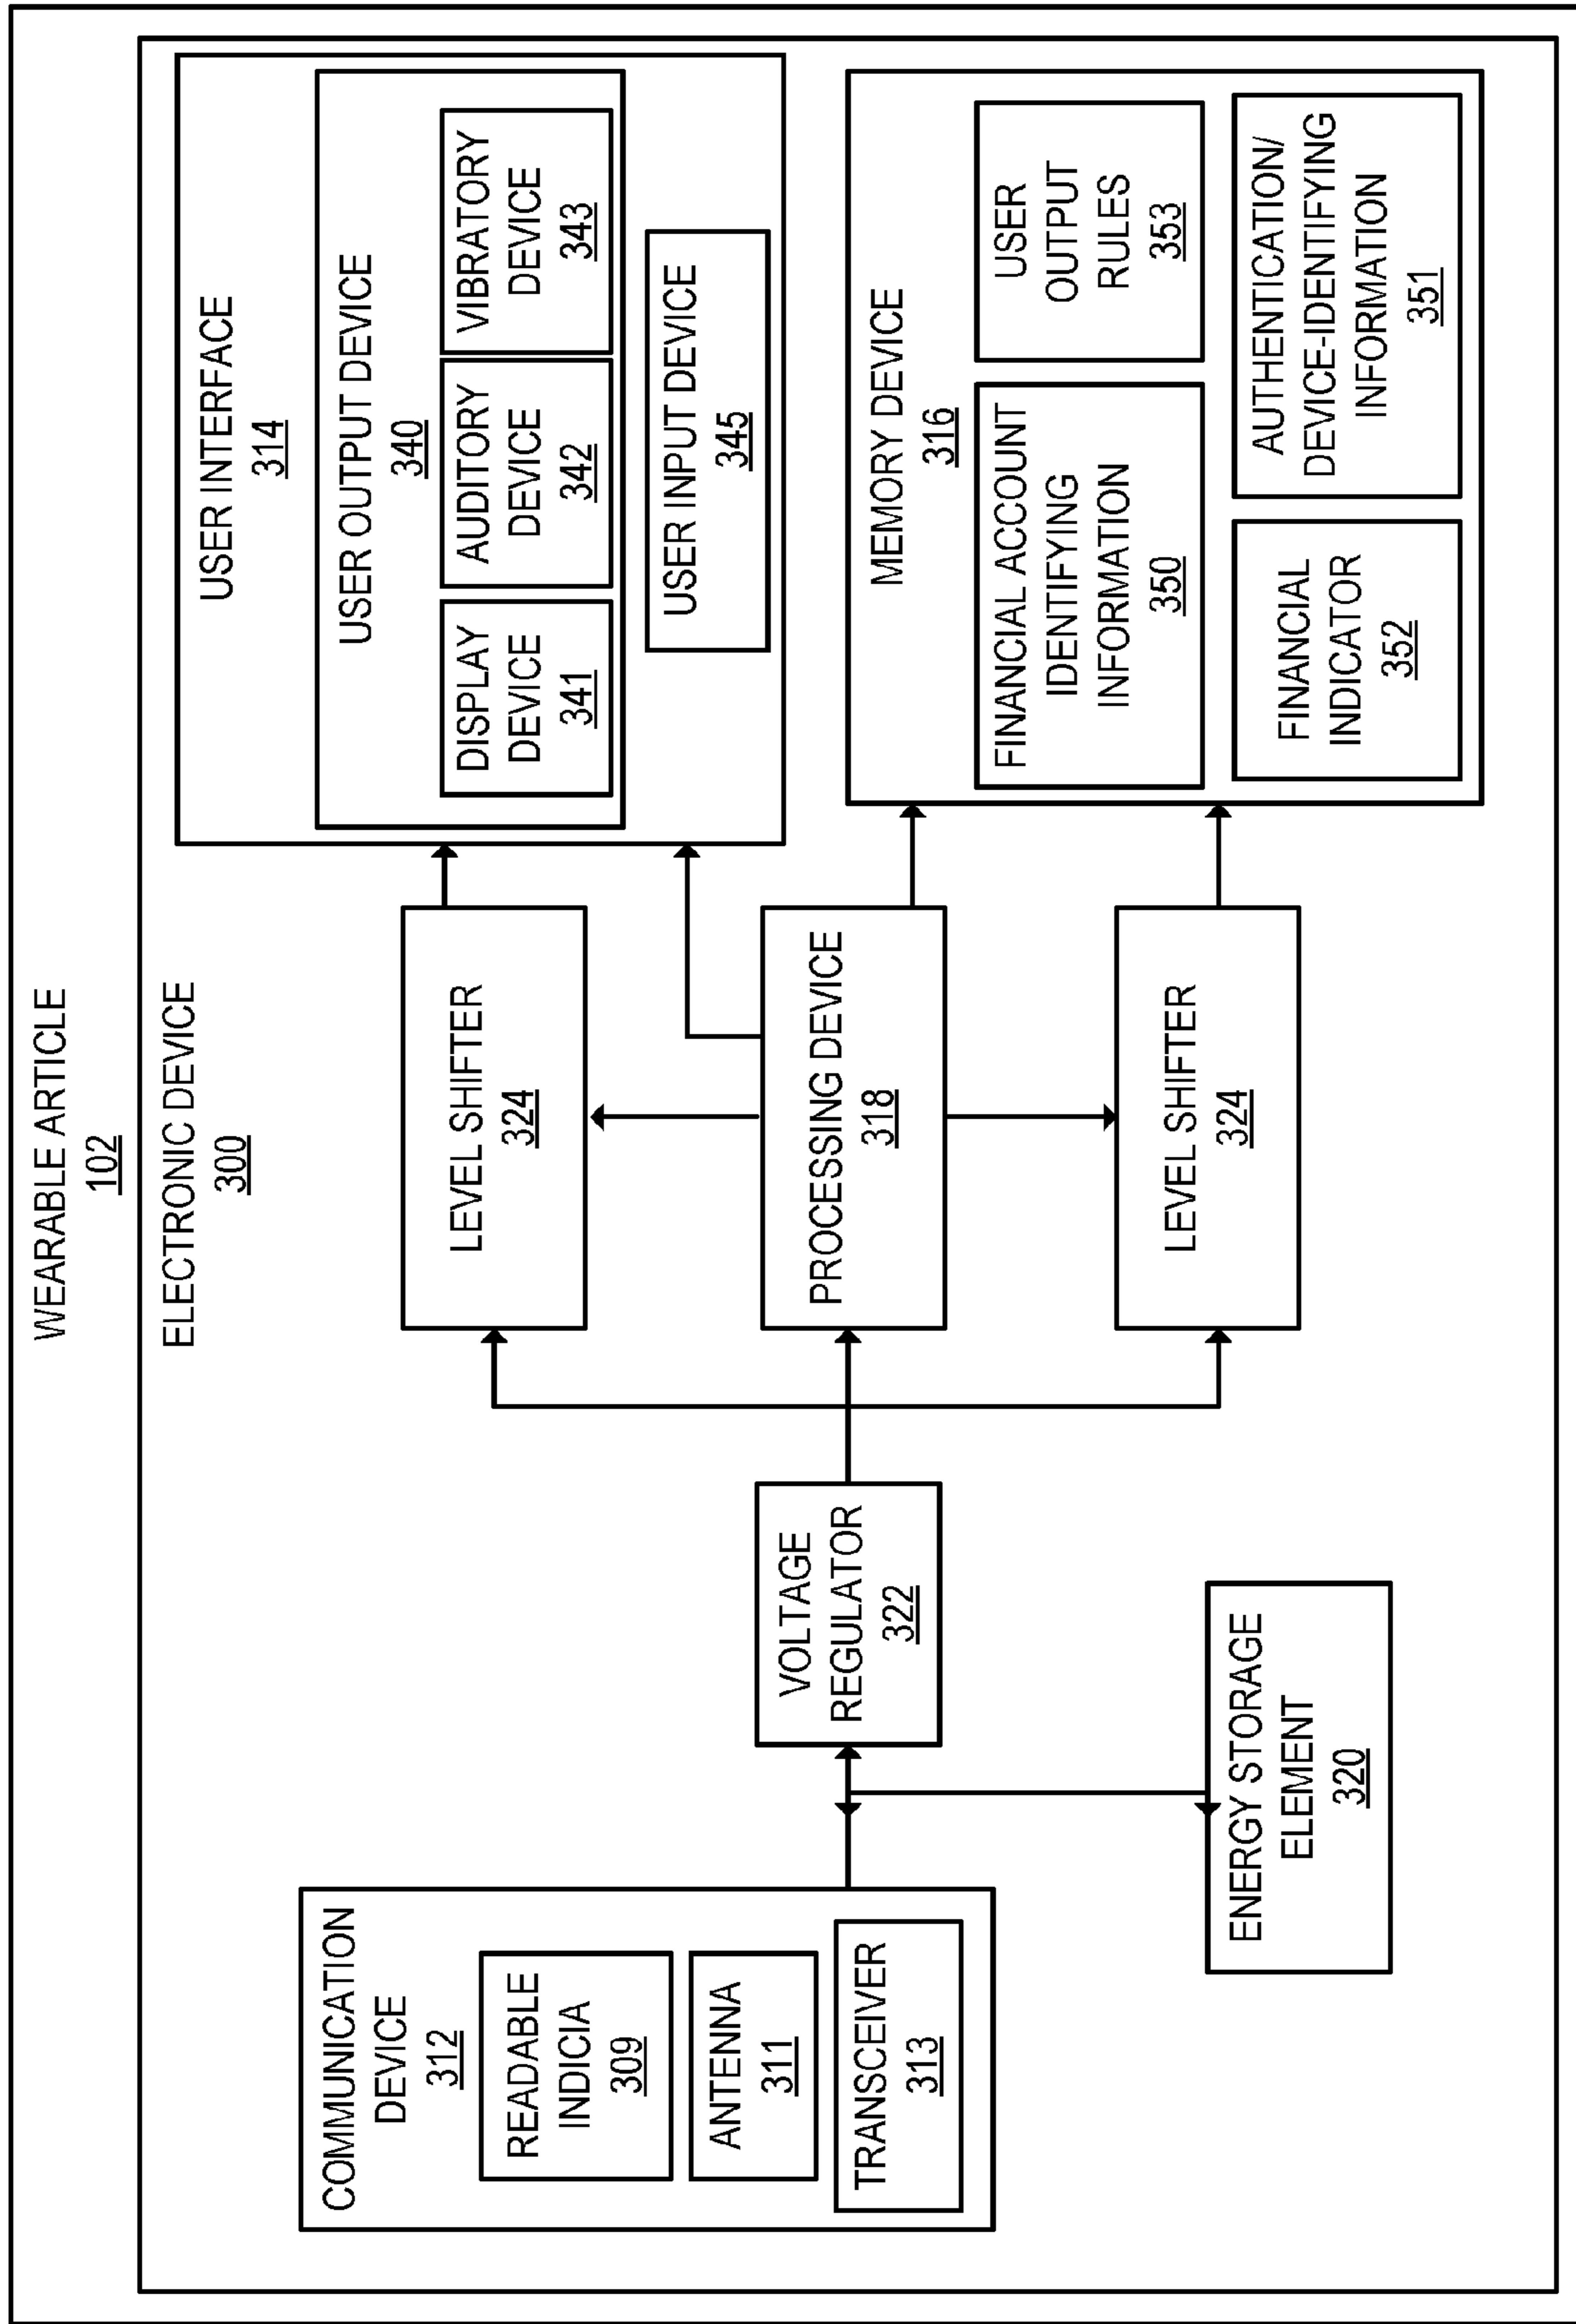 WEARABLE ARTICLE
102
ELECTRONIC DEVICE
300
COMMUNICATION
DEVICE
312
READABLE
INDICIA
309
ANTENNA
311
TRANSCEIVER
313
VOLTAGE
REGULATOR
322
ENERGY STORAGE
ELEMENT
320
LEVEL SHIFTER
324
PROCESSING DEVICE
318
LEVEL SHIFTER
324
USER INTERFACE
314
USER OUTPUT DEVICE
340
DISPLAY
DEVICE
341
AUDITORY
DEVICE
342
VIBRATORY
DEVICE
343
USER INPUT DEVICE
345
MEMORY DEVICE
316
FINANCIAL ACCOUNT
IDENTIFYING
INFORMATION
350
USER
OUTPUT
RULES
353
FINANCIAL
INDICATOR
352
AUTHENTICATION/
DEVICE-IDENTIFYING
INFORMATION
351